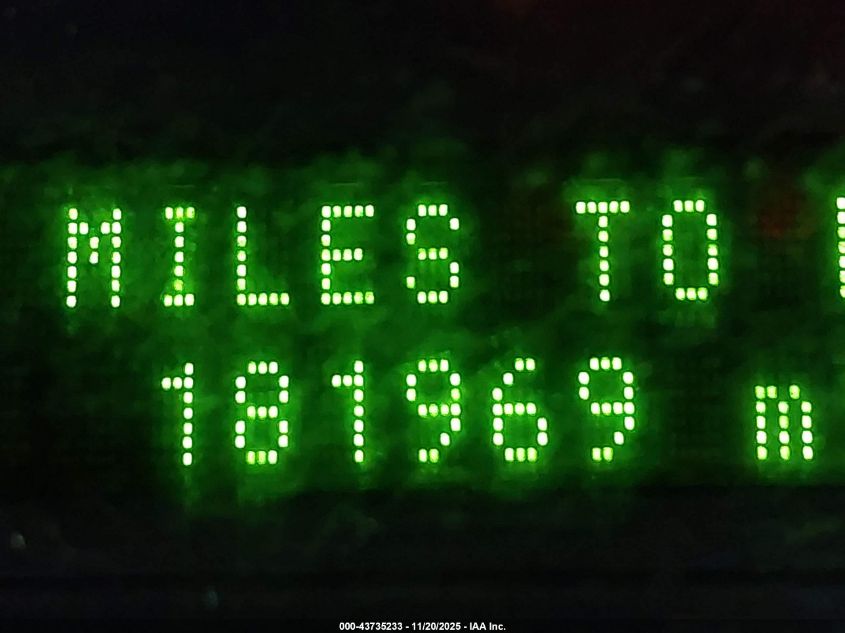 MILES TO
181969 m
000-43735233 - 11/20/2025 - IAA Inc.